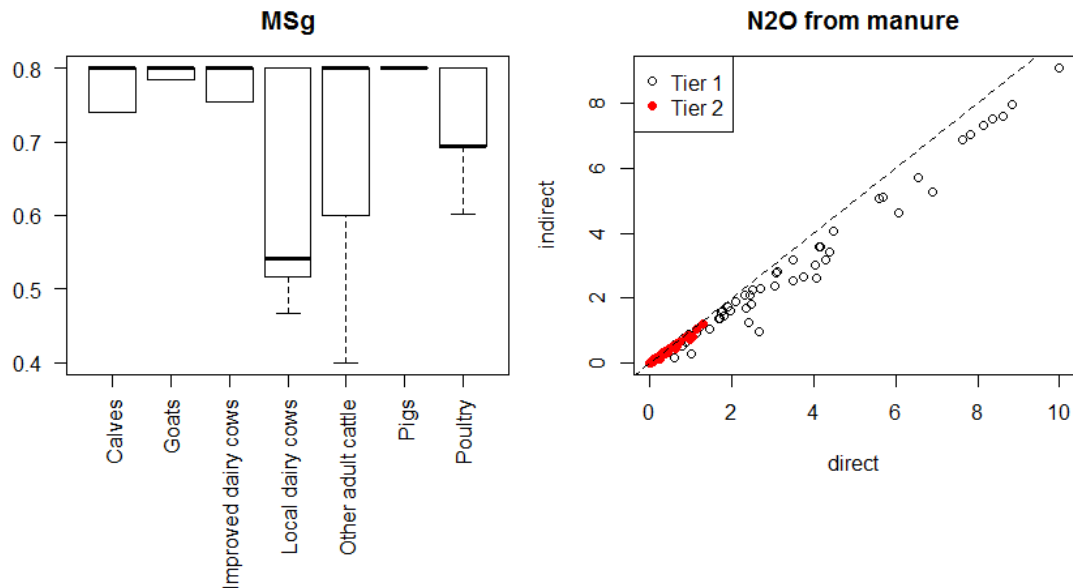 MSg
0.8
0.7
0.6
0.5
0.4
Calves
Goats
Improved dairy cows
Local dairy cows
Other adult cattle
Pigs
Poultry
N2O from manure
Tier 1
Tier 2
indirect
8
6
4
2
0
0 2 4 6 8 10
direct